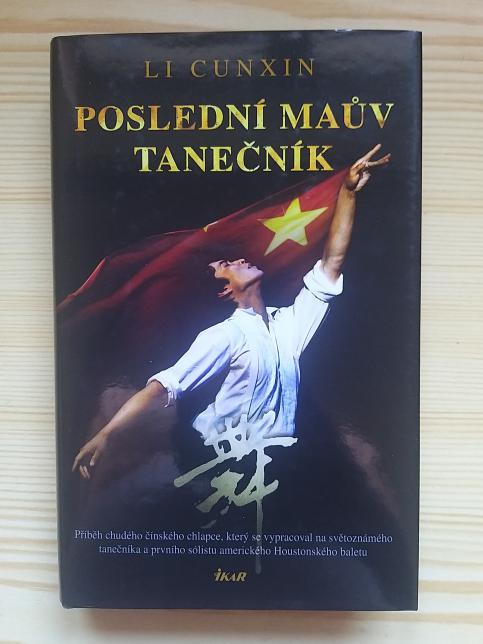 LI CUNXIN
POSLEDNÍ MAŮV
TANEČNÍK
舞
Příběh chudého čínského chlapce, který se vypracoval na světoznámého
tanečníka a prvního sólistu amerického Houstonského baletu
IKAR